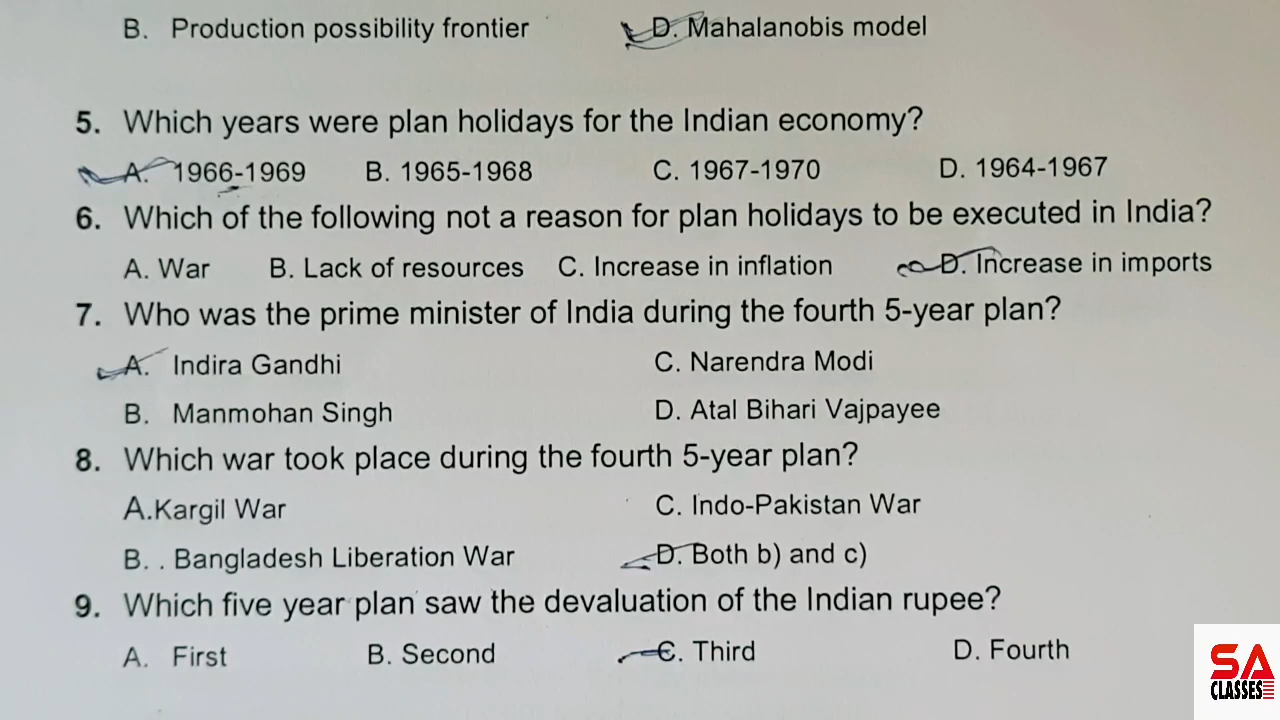 B. Production possibility frontier D. Mahalanobis model
5. Which years were plan holidays for the Indian economy?
A. 1966-1969 B. 1965-1968 C. 1967-1970 D. 1964-1967
6. Which of the following not a reason for plan holidays to be executed in India?
A. War B. Lack of resources C. Increase in inflation D. Increase in imports
7. Who was the prime minister of India during the fourth 5-year plan?
A. Indira Gandhi C. Narendra Modi
B. Manmohan Singh D. Atal Bihari Vajpayee
8. Which war took place during the fourth 5-year plan?
A.Kargil War C. Indo-Pakistan War
B. . Bangladesh Liberation War D. Both b) and c)
9. Which five year plan saw the devaluation of the Indian rupee?
A. First B. Second C. Third D. Fourth
SA
CLASSES